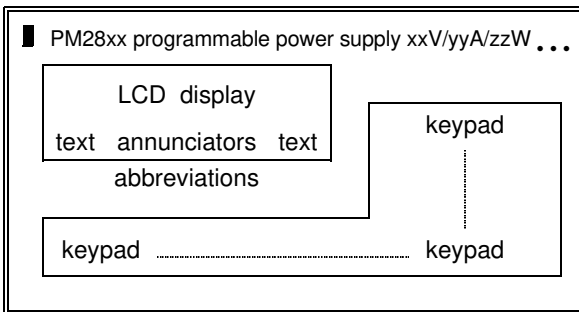 PM28xx programmable power supply xxV/yyA/zzW ...
LCD display
text annunciators text
abbreviations
keypad
keypad keypad